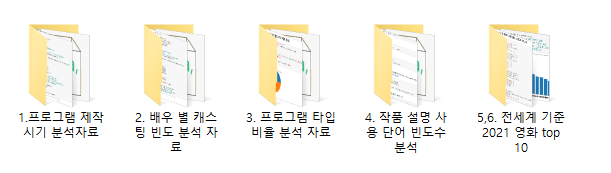 1.프로그램 제작
시기 분석자료
2. 배우 별 캐스
팅 빈도 분석 자
료
3. 프로그램 타입
비율 분석 자료
4. 작품 설명 사
용 단어 빈도수
분석
5,6. 전세계 기준
2021 영화 top
10